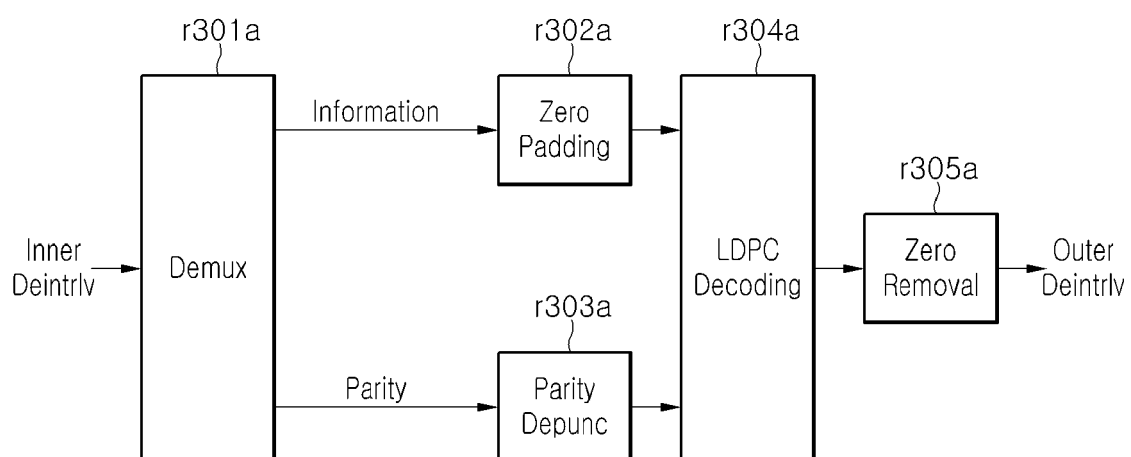 r301a
r302a
r304a
Information
Zero
Padding
r305a
Inner
Deintrlv
Demux
LDPC
Decoding
Zero
Removal
Outer
Deintrlv
r303a
Parity
Parity
Depunc